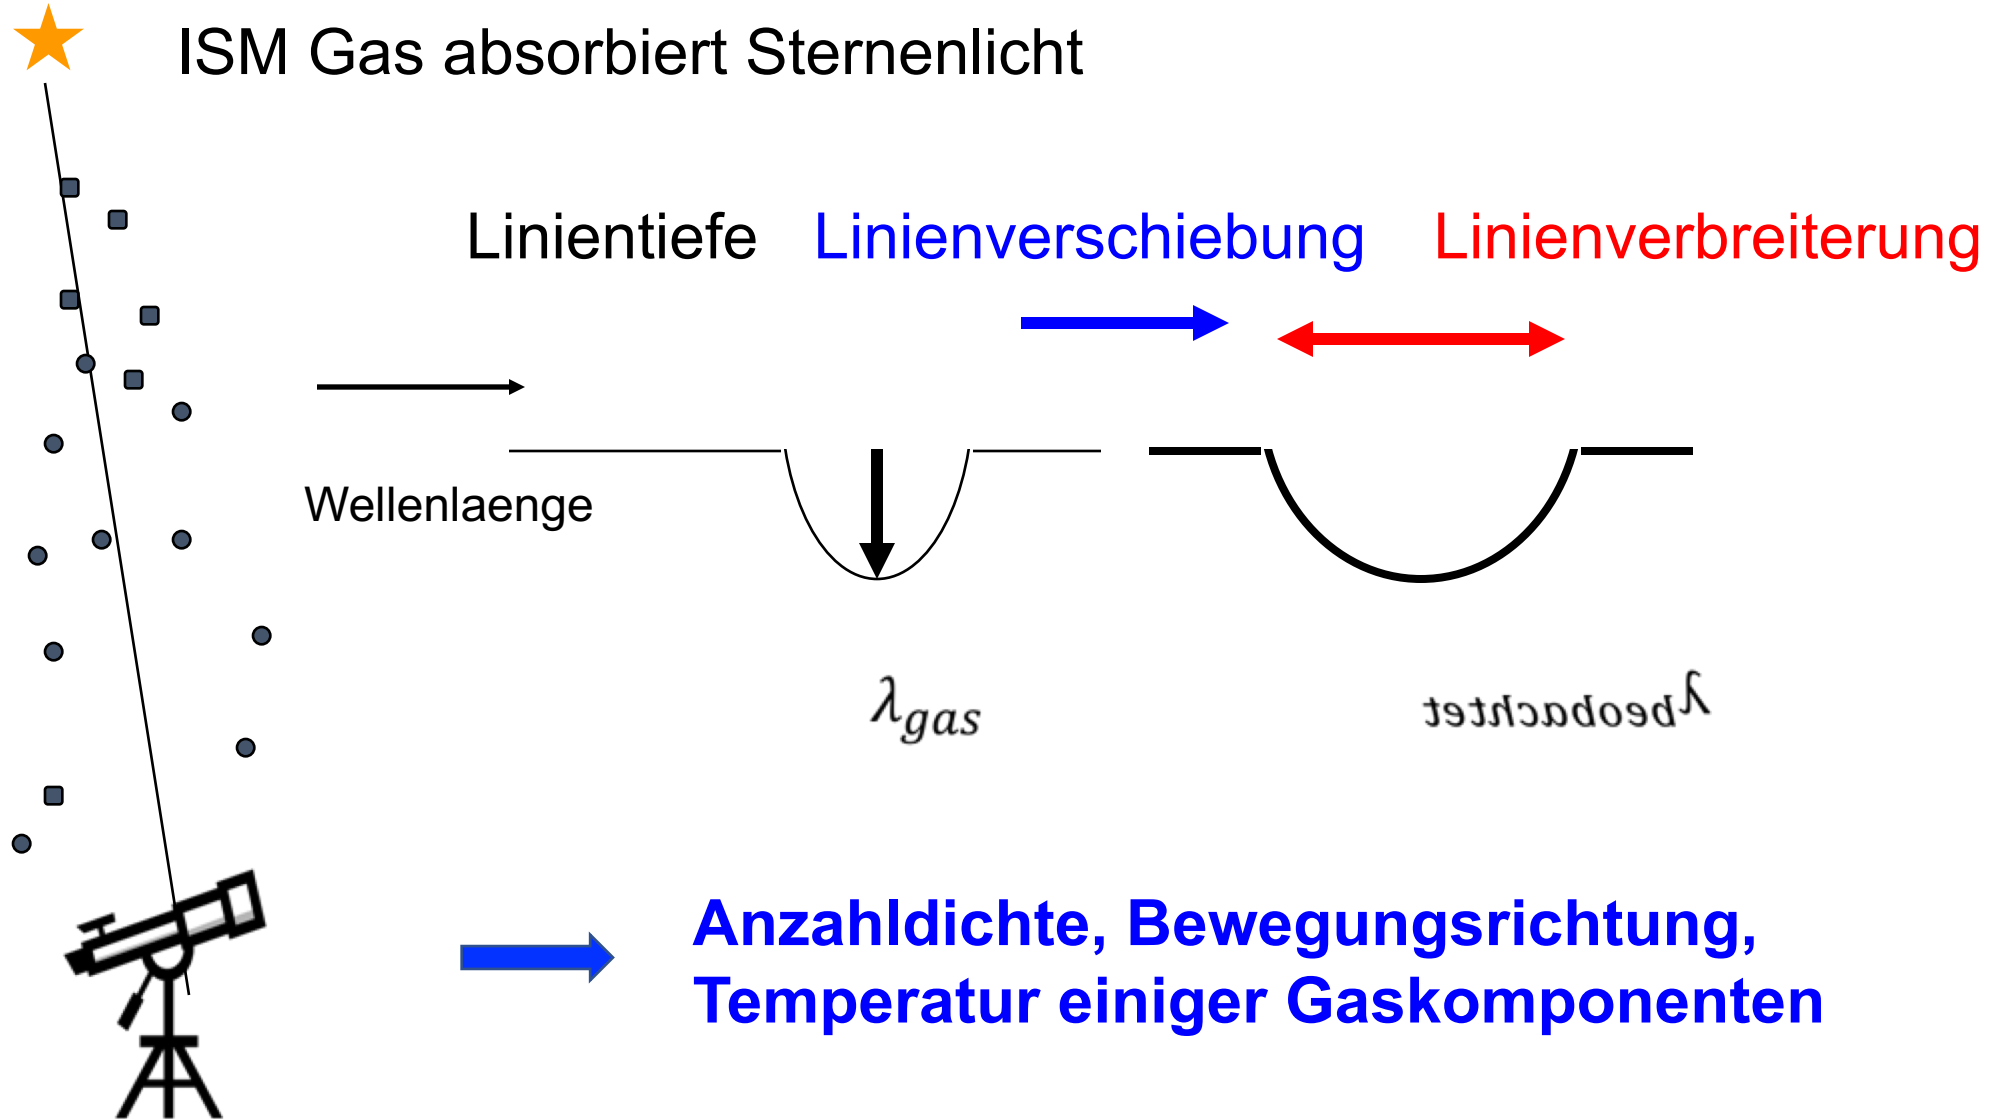 ISM Gas absorbiert Sternenlicht
Linientiefe Linienverschiebung Linienverbreiterung
Wellenlaenge
λgas λbeobachtet
Anzahldichte, Bewegungsrichtung,
Temperatur einiger Gaskomponenten